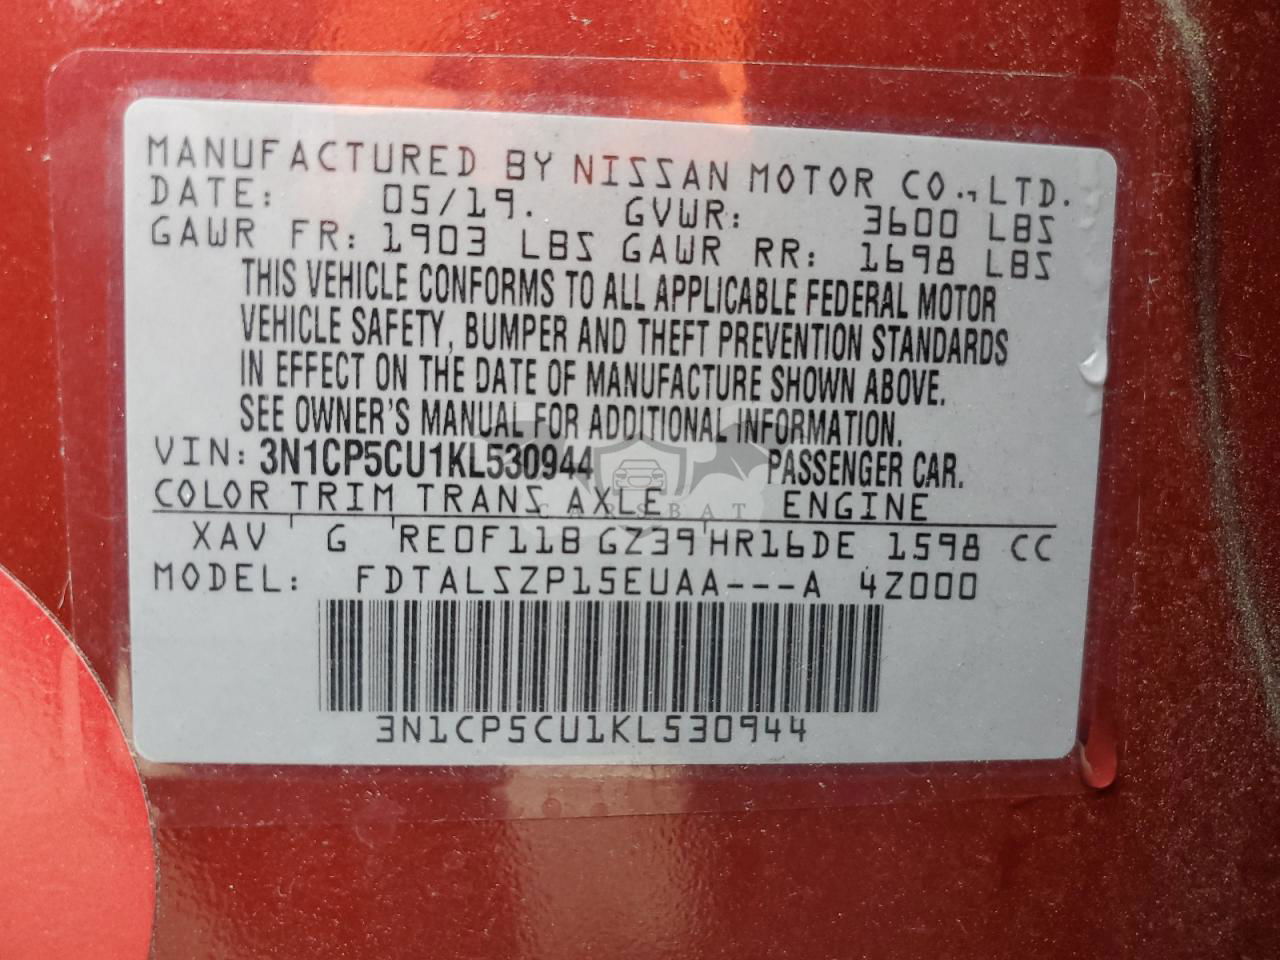 MANUFACTURED BY NISSAN MOTOR CO., LTD.
DATE: 05/19. GVWR: 3600 LBS
GAWR FR: 1903 LBS GAWR RR: 1698 LBS
THIS VEHICLE CONFORMS TO ALL APPLICABLE FEDERAL MOTOR
VEHICLE SAFETY, BUMPER AND THEFT PREVENTION STANDARDS
IN EFFECT ON THE DATE OF MANUFACTURE SHOWN ABOVE.
SEE OWNER'S MANUAL FOR ADDITIONAL INFORMATION.
VIN: 3N1CP5CU1KL530944 PASSENGER CAR.
COLOR TRIM TRANS AXLE ENGINE
CARSBAT
XAV G RE0F11B GZ39 HR16DE 1598 CC
MODEL: FDTALSZP15EUAA---A 4Z000
3N1CP5CU1KL530944